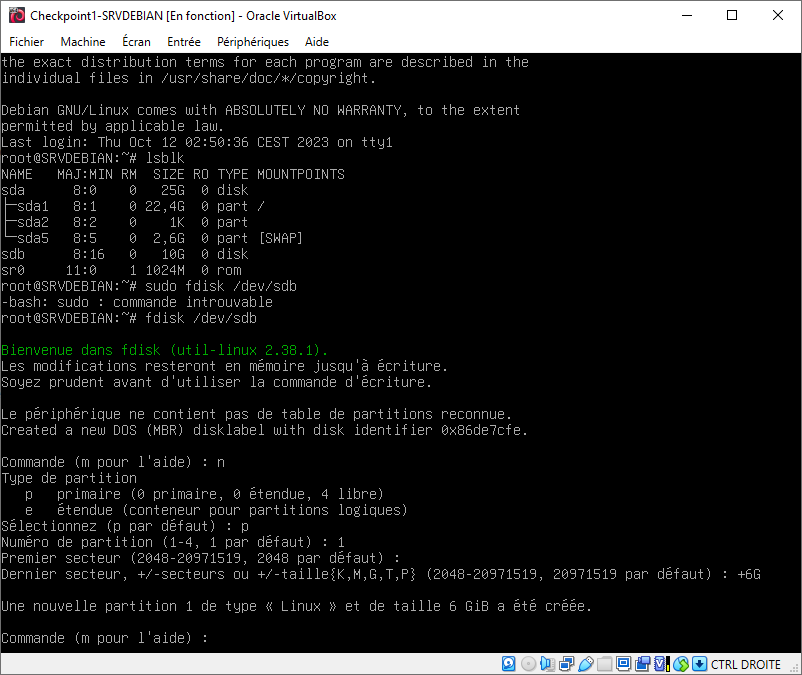 Checkpoint1-SRVDEBIAN [En fonction] - Oracle VirtualBox
Fichier Machine Écran Entrée Périphériques Aide
the exact distribution terms for each program are described in the
individual files in /usr/share/doc/*/copyright.
Debian GNU/Linux comes with ABSOLUTELY NO WARRANTY, to the extent
permitted by applicable law.
Last login: Thu Oct 12 02:50:36 CEST 2023 on tty1
root@SRVDEBIAN:~# lsblk
NAME   MAJ:MIN RM  SIZE RO TYPE MOUNTPOINTS
sda      8:0    0   25G  0 disk
├─sda1   8:1    0 22,4G  0 part /
├─sda2   8:2    0    1K  0 part
└─sda5   8:5    0  2,6G  0 part [SWAP]
sdb      8:16   0   10G  0 disk
sr0     11:0    1 1024M  0 rom
root@SRVDEBIAN:~# sudo fdisk /dev/sdb
-bash: sudo : commande introuvable
root@SRVDEBIAN:~# fdisk /dev/sdb
Bienvenue dans fdisk (util-linux 2.38.1).
Les modifications resteront en mémoire jusqu'à écriture.
Soyez prudent avant d'utiliser la commande d'écriture.
Le périphérique ne contient pas de table de partitions reconnue.
Created a new DOS (MBR) disklabel with disk identifier 0x86de7cfe.
Commande (m pour l'aide) : n
Type de partition
   p   primaire (0 primaire, 0 étendue, 4 libre)
   e   étendue (conteneur pour partitions logiques)
Sélectionnez (p par défaut) : p
Numéro de partition (1-4, 1 par défaut) : 1
Premier secteur (2048-20971519, 2048 par défaut) :
Dernier secteur, +/-secteurs ou +/-taille{K,M,G,T,P} (2048-20971519, 20971519 par défaut) : +6G
Une nouvelle partition 1 de type « Linux » et de taille 6 GiB a été créée.
Commande (m pour l'aide) :
CTRL DROITE